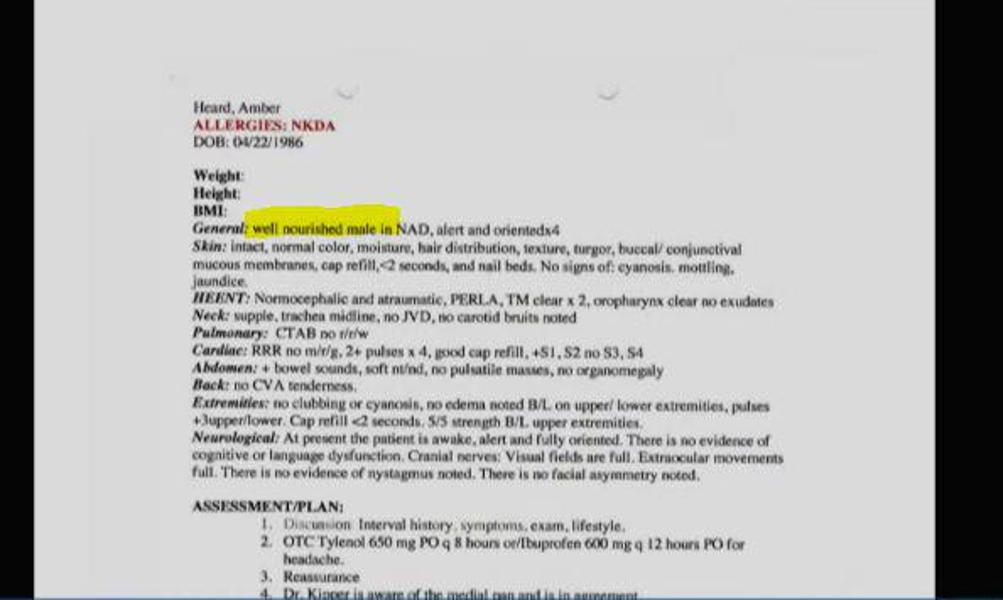 Heard, Amber
ALLERGIES: NKDA
DOB: 04/22/1986
Weight:
Height:
BMI:
General: well nourished male in NAD, alert and orientedx4
Skin: intact, normal color, moisture, hair distribution, texture, turgor, buccal/ conjunctival
mucous membranes, cap refill,<2 seconds, and nail beds. No signs of: cyanosis. mottling,
jaundice.
HEENT: Normocephalic and atraumatic, PERLA, TM clear x 2, oropharynx clear no exudates
Neck: supple, trachea midline, no JVD, no carotid bruits noted
Pulmonary: CTAB no r/r/w
Cardiac: RRR no m/r/g, 2+ pulses x 4, good cap refill, +S1, S2 no S3, S4
Abdomen: + bowel sounds, soft nt/nd, no pulsatile masses, no organomegaly
Back: no CVA tenderness.
Extremities: no clubbing or cyanosis, no edema noted B/L on upper/ lower extremities, pulses
+3upper/lower. Cap refill <2 seconds. 5/5 strength B/L upper extremities.
Neurological: At present the patient is awake, alert and fully oriented. There is no evidence of
cognitive or language dysfunction. Cranial nerves: Visual fields are full. Extraocular movements
full. There is no evidence of nystagmus noted. There is no facial asymmetry noted.
ASSESSMENT/PLAN:
1. Discussion Interval history, symptoms, exam, lifestyle.
2. OTC Tylenol 650 mg PO q 8 hours or/Ibuprofen 600 mg q 12 hours PO for
headache.
3. Reassurance
4. Dr. Kipper is aware of the medial pan and is in agreement